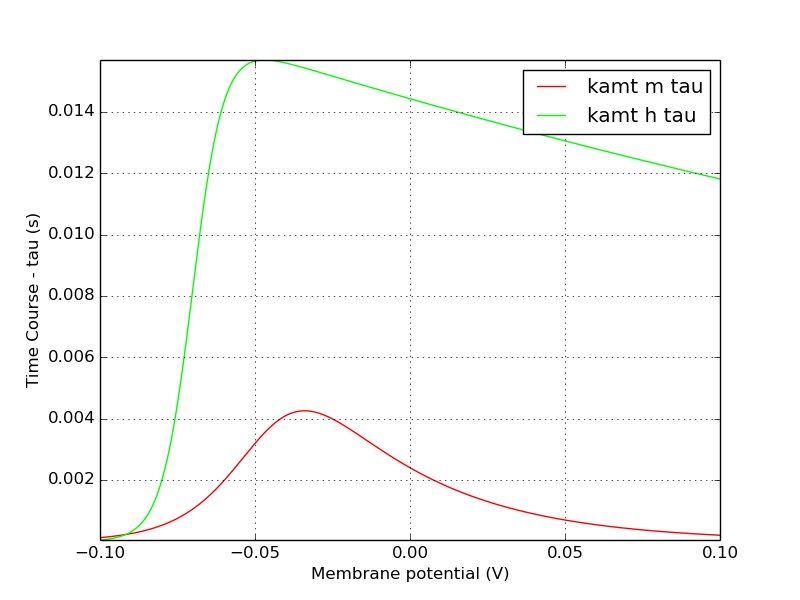 kamt m tau
kamt h tau
0.014
0.012
0.010
0.008
0.006
0.004
0.002
Time Course - tau (s)
−0.10 −0.05 0.00 0.05 0.10
Membrane potential (V)